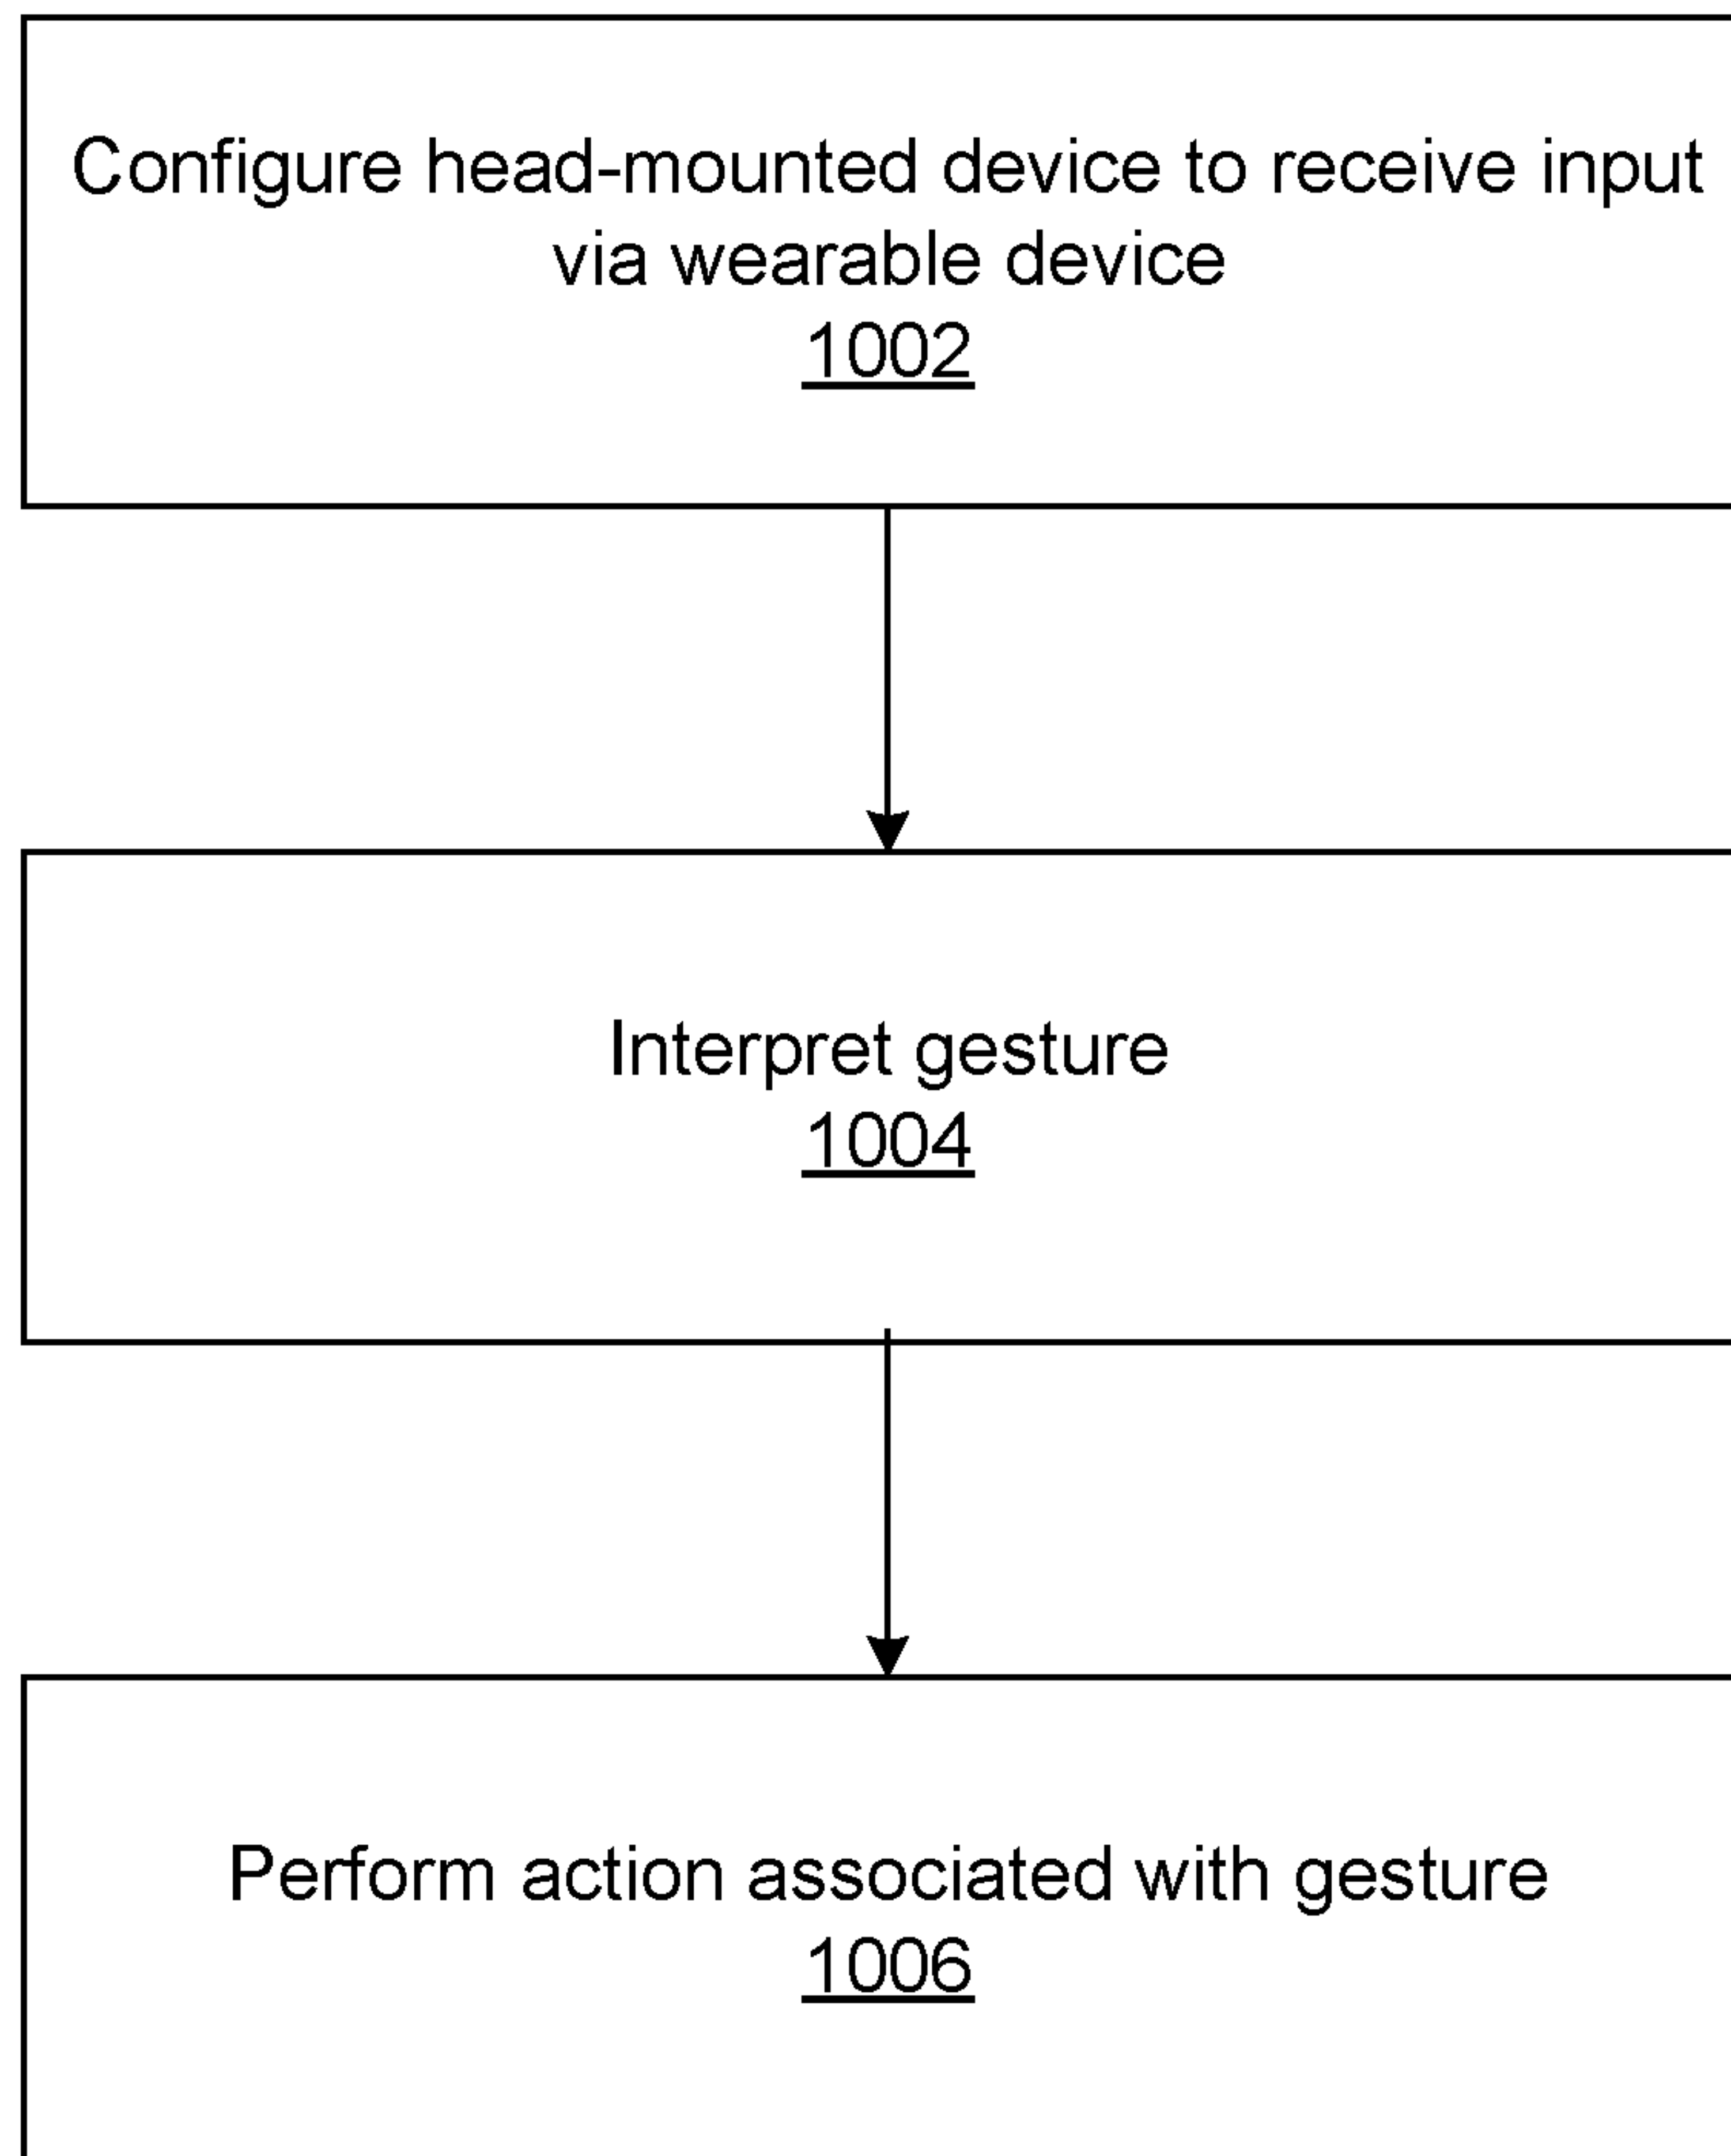 Configure head-mounted device to receive input
via wearable device
1002
Interpret gesture
1004
Perform action associated with gesture
1006